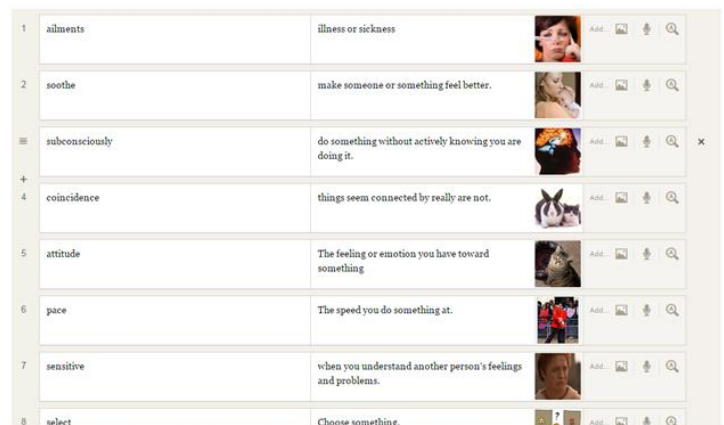 1 ailments illness or sickness Add...
2 soothe make someone or something feel better. Add...
subconsciously do something without actively knowing you are Add...
doing it.
4 coincidence things seem connected by really are not. Add...
5 attitude The feeling or emotion you have toward Add...
something
6 pace The speed you do something at. Add...
7 sensitive when you understand another person's feelings Add...
and problems.
8 select Choose something. ? Add...